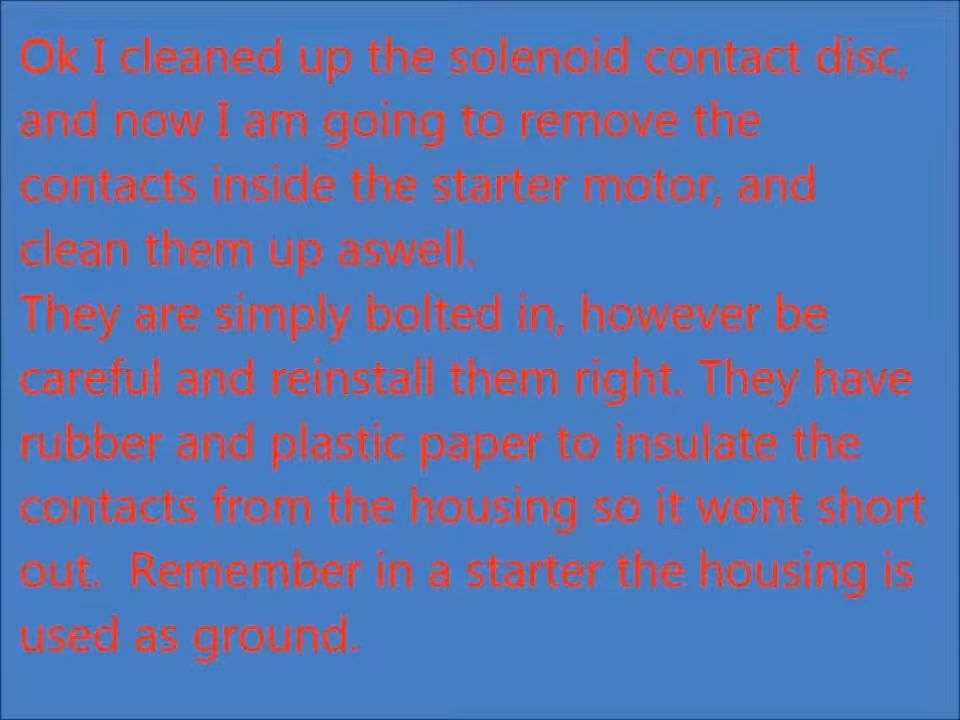 Ok I cleaned up the solenoid contact disc,
and now I am going to remove the
contacts inside the starter motor, and
clean them up aswell.
They are simply bolted in, however be
careful and reinstall them right. They have
rubber and plastic paper to insulate the
contacts from the housing so it wont short
out.  Remember in a starter the housing is
used as ground.